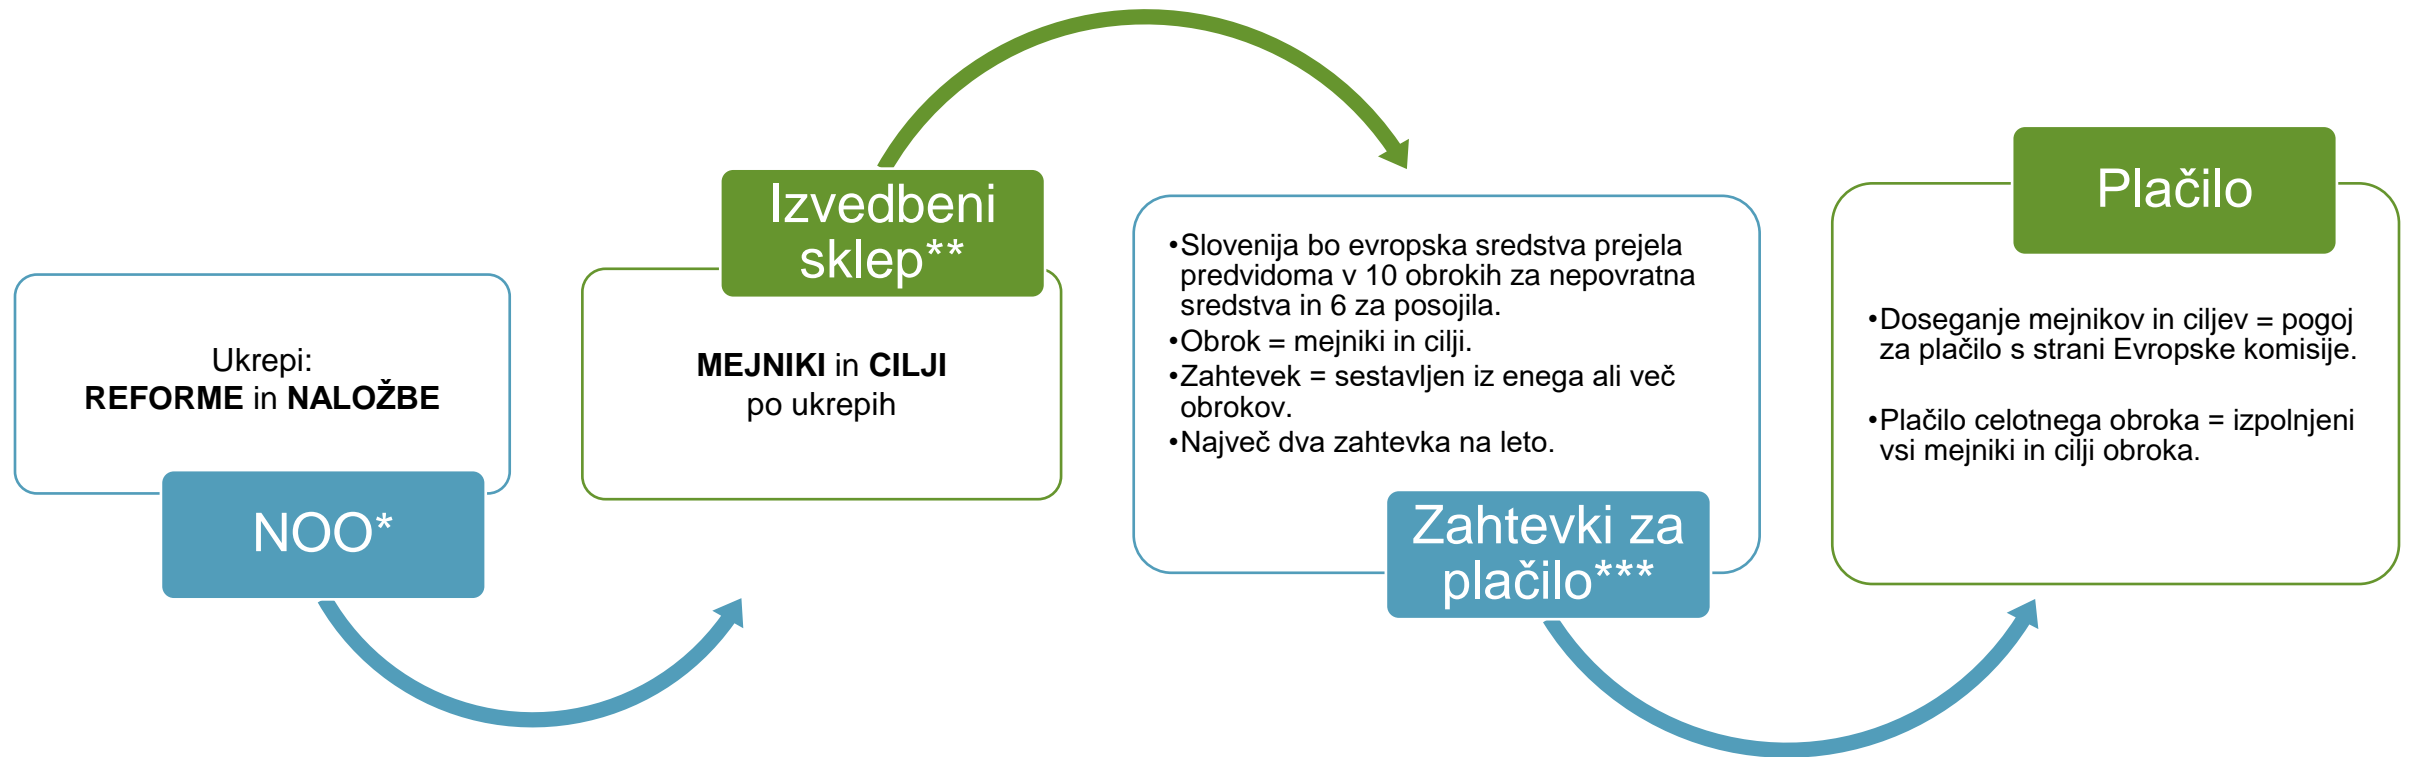 Ukrepi:
REFORME in NALOŽBE
NOO*
Izvedbeni
sklep**
MEJNIKI in CILJI
po ukrepih
•Slovenija bo evropska sredstva prejela
predvidoma v 10 obrokih za nepovratna
sredstva in 6 za posojila.
•Obrok = mejniki in cilji.
•Zahtevek = sestavljen iz enega ali več
obrokov.
•Največ dva zahtevka na leto.
Zahtevki za
plačilo***
Plačilo
•Doseganje mejnikov in ciljev = pogoj
za plačilo s strani Evropske komisije.
•Plačilo celotnega obroka = izpolnjeni
vsi mejniki in cilji obroka.